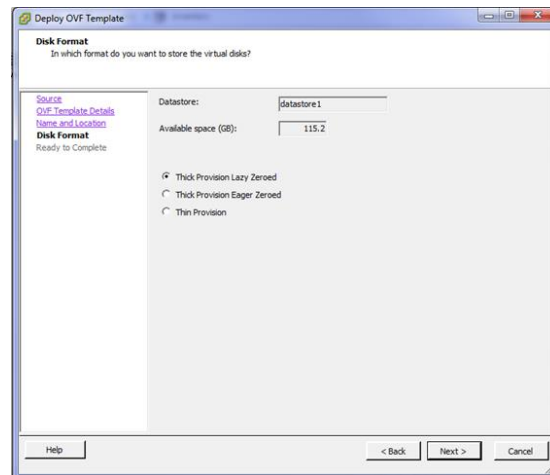 Deploy OVF Template
Disk Format
In which format do you want to store the virtual disks?
Source
OVF Template Details
Name and Location
Disk Format
Ready to Complete
Datastore:
datastore1
Available space (GB):
115.2
Thick Provision Lazy Zeroed
Thick Provision Eager Zeroed
Thin Provision
Help
< Back
Next >
Cancel